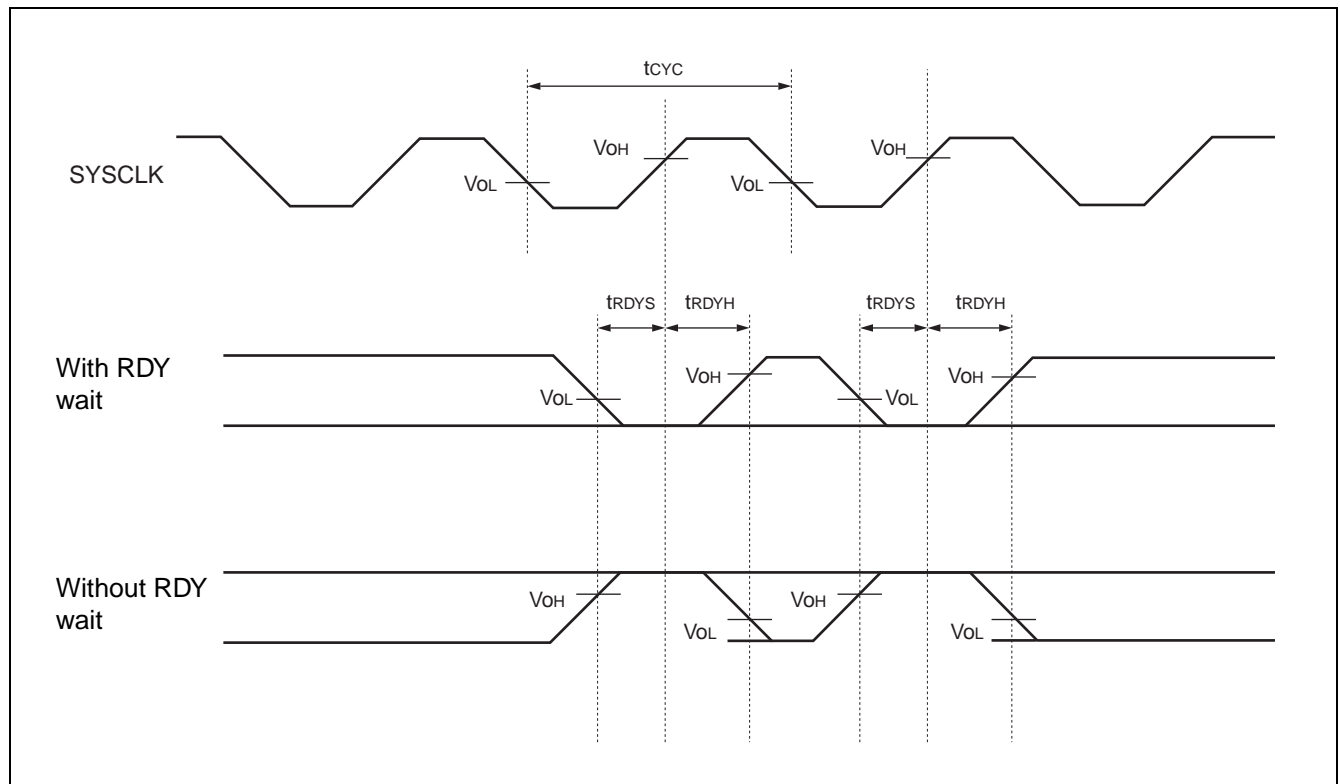 tCYC
SYSCLK
VOL
VOH
VOL
VOH
tRDYS
tRDYH
tRDYS
tRDYH
With RDY
wait
VOL
VOH
VOL
VOH
Without RDY
wait
VOH
VOL
VOH
VOL